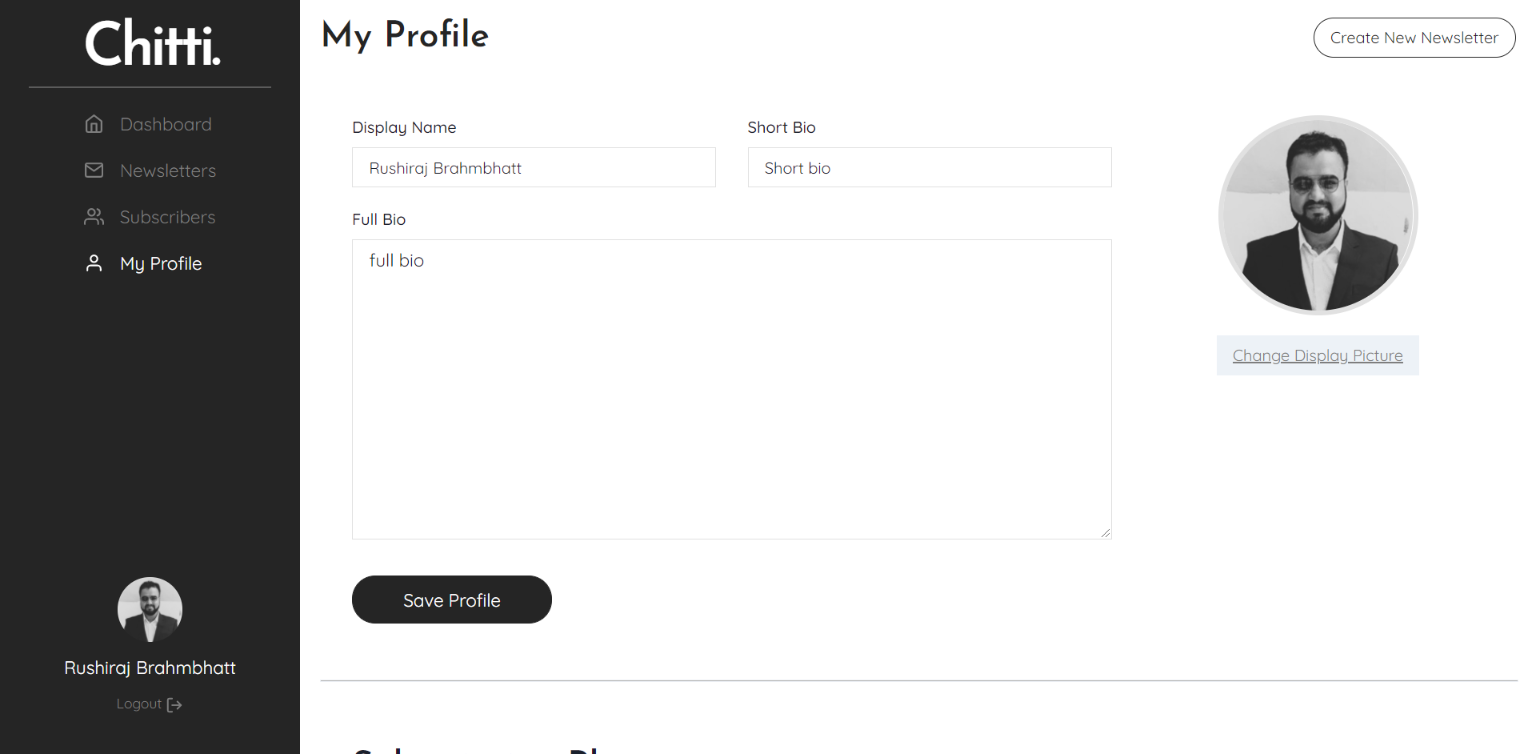 Chitti.
Dashboard
Newsletters
Subscribers
My Profile
Rushiraj Brahmbhatt
Logout
My Profile
Create New Newsletter
Display Name
Rushiraj Brahmbhatt
Short Bio
Short bio
Full Bio
full bio
Change Display Picture
Save Profile